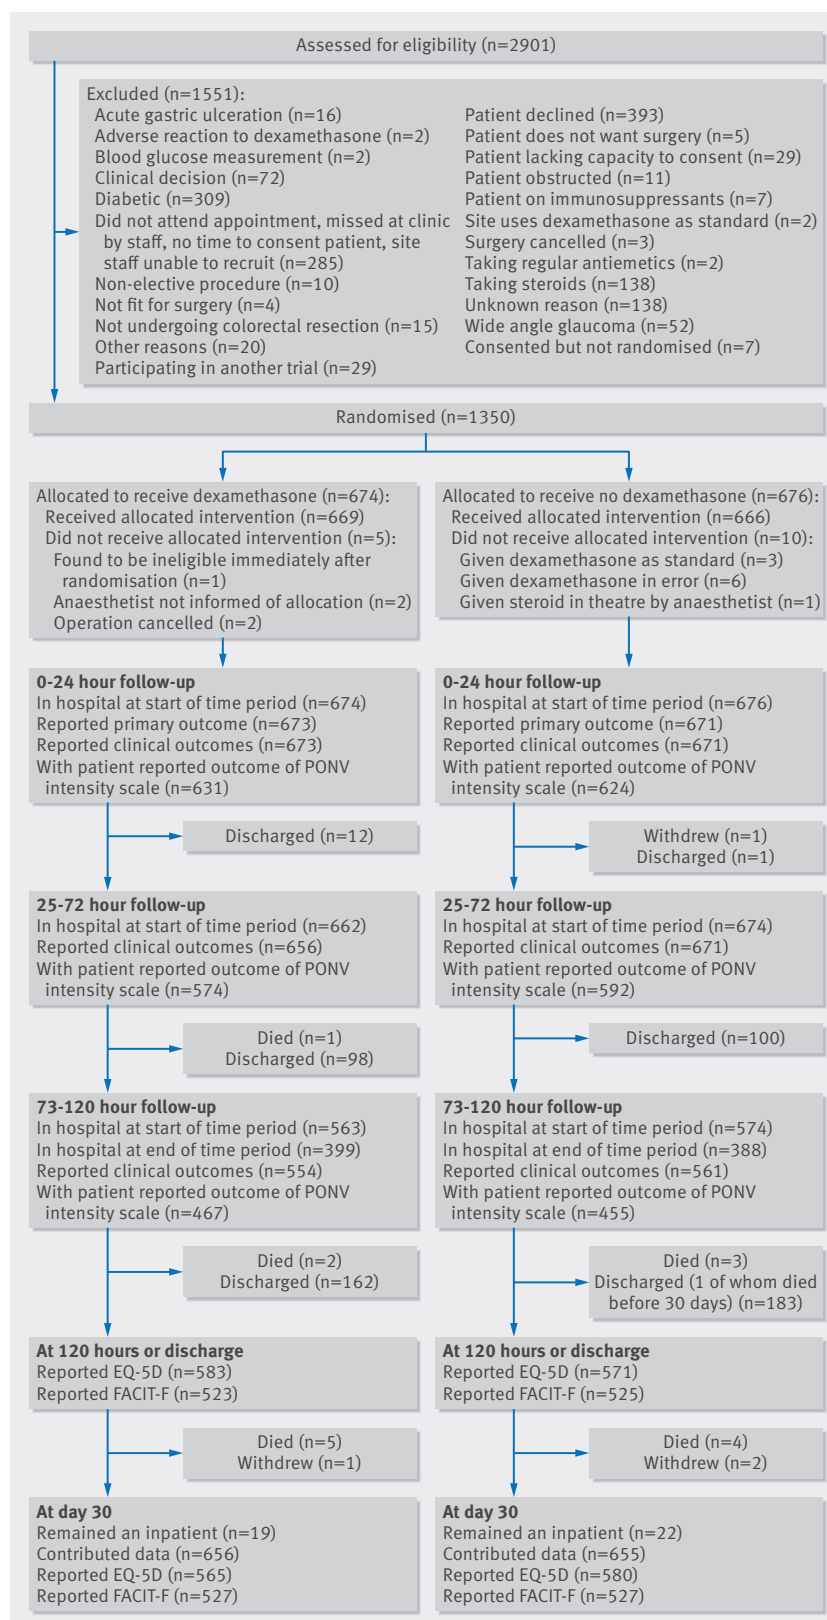 Assessed for eligibility (n=2901)
Excluded (n=1551):
Acute gastric ulceration (n=16)
Adverse reaction to dexamethasone (n=2)
Blood glucose measurement (n=2)
Clinical decision (n=72)
Diabetic (n=309)
Did not attend appointment, missed at clinic
by staff, no time to consent patient, site
staff unable to recruit (n=285)
Non-elective procedure (n=10)
Not fit for surgery (n=4)
Not undergoing colorectal resection (n=15)
Other reasons (n=20)
Participating in another trial (n=29)
Patient declined (n=393)
Patient does not want surgery (n=5)
Patient lacking capacity to consent (n=29)
Patient obstructed (n=11)
Patient on immunosuppressants (n=7)
Site uses dexamethasone as standard (n=2)
Surgery cancelled (n=3)
Taking regular antiemetics (n=2)
Taking steroids (n=138)
Unknown reason (n=138)
Wide angle glaucoma (n=52)
Consented but not randomised (n=7)
Randomised (n=1350)
Allocated to receive dexamethasone (n=674):
Received allocated intervention (n=669)
Did not receive allocated intervention (n=5):
Found to be ineligible immediately after
randomisation (n=1)
Anaesthetist not informed of allocation (n=2)
Operation cancelled (n=2)
Allocated to receive no dexamethasone (n=676):
Received allocated intervention (n=666)
Did not receive allocated intervention (n=10):
Given dexamethasone as standard (n=3)
Given dexamethasone in error (n=6)
Given steroid in theatre by anaesthetist (n=1)
0-24 hour follow-up
In hospital at start of time period (n=674)
Reported primary outcome (n=673)
Reported clinical outcomes (n=673)
With patient reported outcome of PONV
intensity scale (n=631)
0-24 hour follow-up
In hospital at start of time period (n=676)
Reported primary outcome (n=671)
Reported clinical outcomes (n=671)
With patient reported outcome of PONV
intensity scale (n=624)
Discharged (n=12)
Withdrew (n=1)
Discharged (n=1)
25-72 hour follow-up
In hospital at start of time period (n=662)
Reported clinical outcomes (n=656)
With patient reported outcome of PONV
intensity scale (n=574)
25-72 hour follow-up
In hospital at start of time period (n=674)
Reported clinical outcomes (n=671)
With patient reported outcome of PONV
intensity scale (n=592)
Died (n=1)
Discharged (n=98)
Discharged (n=100)
73-120 hour follow-up
In hospital at start of time period (n=563)
In hospital at end of time period (n=399)
Reported clinical outcomes (n=554)
With patient reported outcome of PONV
intensity scale (n=467)
73-120 hour follow-up
In hospital at start of time period (n=574)
In hospital at end of time period (n=388)
Reported clinical outcomes (n=561)
With patient reported outcome of PONV
intensity scale (n=455)
Died (n=2)
Discharged (n=162)
Died (n=3)
Discharged (1 of whom died
before 30 days) (n=183)
At 120 hours or discharge
Reported EQ-5D (n=583)
Reported FACIT-F (n=523)
At 120 hours or discharge
Reported EQ-5D (n=571)
Reported FACIT-F (n=525)
Died (n=5)
Withdrew (n=1)
Died (n=4)
Withdrew (n=2)
At day 30
Remained an inpatient (n=19)
Contributed data (n=656)
Reported EQ-5D (n=565)
Reported FACIT-F (n=527)
At day 30
Remained an inpatient (n=22)
Contributed data (n=655)
Reported EQ-5D (n=580)
Reported FACIT-F (n=527)